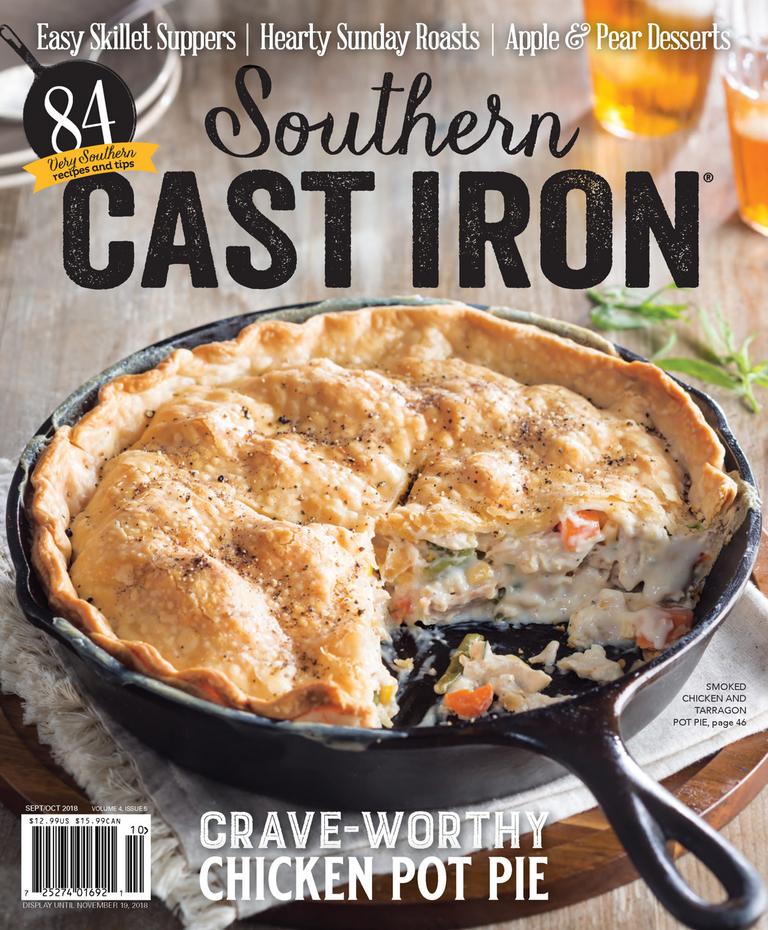 Easy Skillet Suppers | Hearty Sunday Roasts | Apple & Pear Desserts
84
Very Southern
recipes and tips
Southern
CAST IRON®
SMOKED
CHICKEN AND
TARRAGON
POT PIE, page 46
SEPT/OCT 2018 VOLUME 4, ISSUE 5
$12.99US $15.99CAN
10>
7 25274 01692 1
DISPLAY UNTIL NOVEMBER 19, 2018
CRAVE-WORTHY
CHICKEN POT PIE